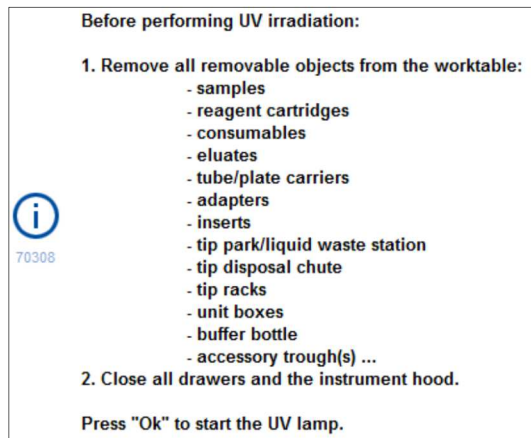 Before performing UV irradiation:
1. Remove all removable objects from the worktable:
- samples
- reagent cartridges
- consumables
- eluates
- tube/plate carriers
- adapters
- inserts
- tip park/liquid waste station
- tip disposal chute
- tip racks
- unit boxes
- buffer bottle
- accessory trough(s) ...
2. Close all drawers and the instrument hood.
Press "Ok" to start the UV lamp.
i
70308